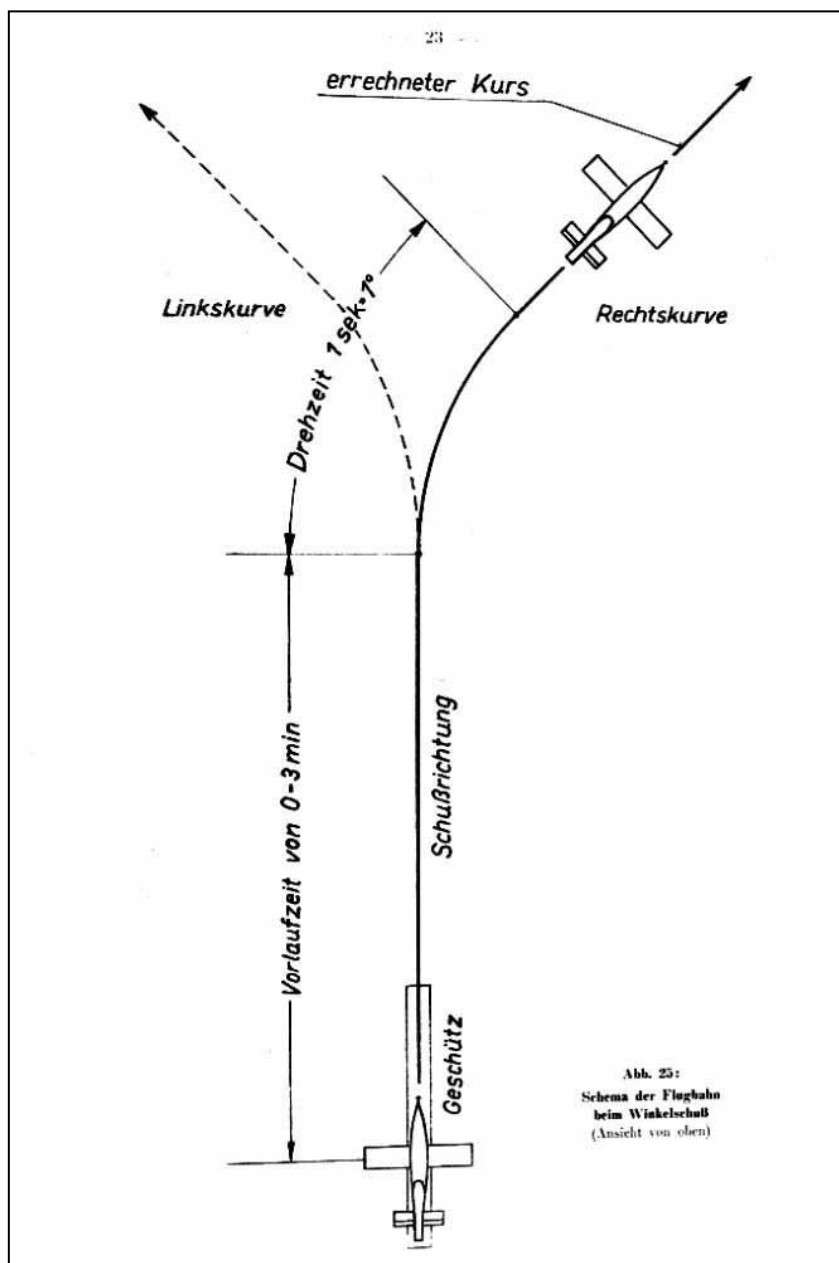 23
errechneter Kurs
Linkskurve
Drehzeit 1 sek=1°
Rechtskurve
Vorlaufzeit von 0-3 min
Schußrichtung
Geschütz
Abb. 25:
Schema der Flugbahn
beim Winkelschuß
(Ansicht von oben)